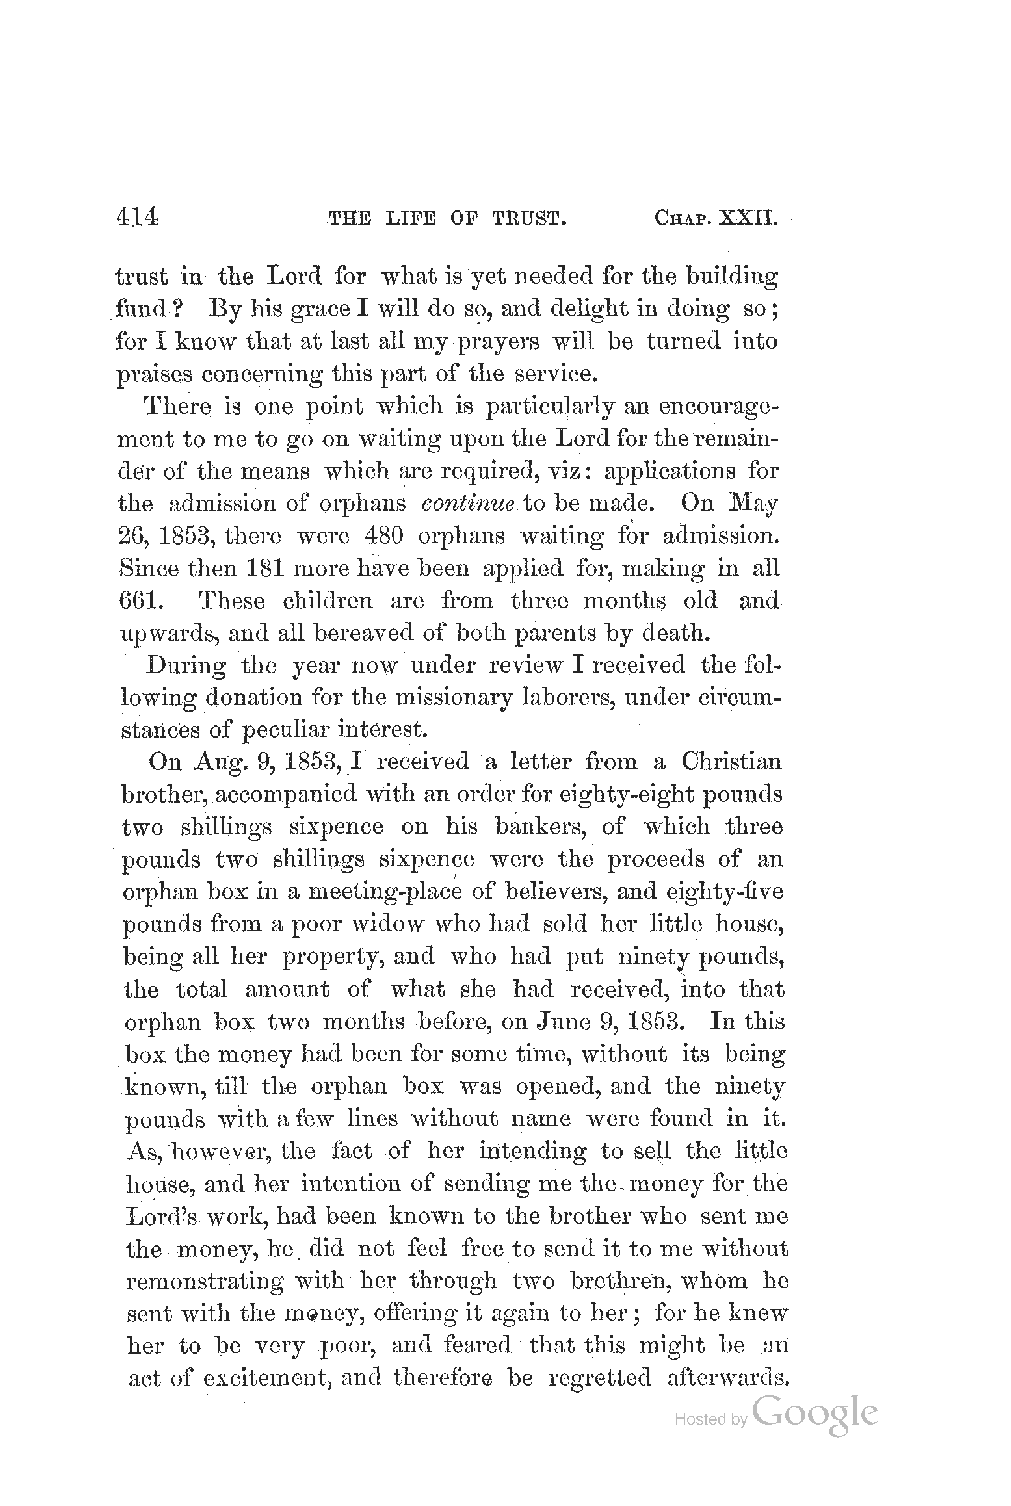 414 THE LIFE OF TRUST. CHAP. XXII.
trust in the Lord for what is yet needed for the building
fund? By his grace I will do so, and delight in doing so;
for I know that at last all my prayers will be turned into
praises concerning this part of the service.
There is one point which is particularly an encourage-
ment to me to go on waiting upon the Lord for the remain-
der of the means which are required, viz: applications for
the admission of orphans continue to be made. On May
26, 1853, there were 480 orphans waiting for admission.
Since then 181 more have been applied for, making in all
661. These children are from three months old and
upwards, and all bereaved of both parents by death.
During the year now under review I received the fol-
lowing donation for the missionary laborers, under circum-
stances of peculiar interest.
On Aug. 9, 1853, I received a letter from a Christian
brother, accompanied with an order for eighty-eight pounds
two shillings sixpence on his bankers, of which three
pounds two shillings sixpence were the proceeds of an
orphan box in a meeting-place of believers, and eighty-five
pounds from a poor widow who had sold her little house,
being all her property, and who had put ninety pounds,
the total amount of what she had received, into that
orphan box two months before, on June 9, 1853. In this
box the money had been for some time, without its being
known, till the orphan box was opened, and the ninety
pounds with a few lines without name were found in it.
As, however, the fact of her intending to sell the little
house, and her intention of sending me the money for the
Lord's work, had been known to the brother who sent me
the money, he did not feel free to send it to me without
remonstrating with her through two brethren, whom he
sent with the money, offering it again to her; for he knew
her to be very poor, and feared that this might be an
act of excitement, and therefore be regretted afterwards.
Hosted by Google